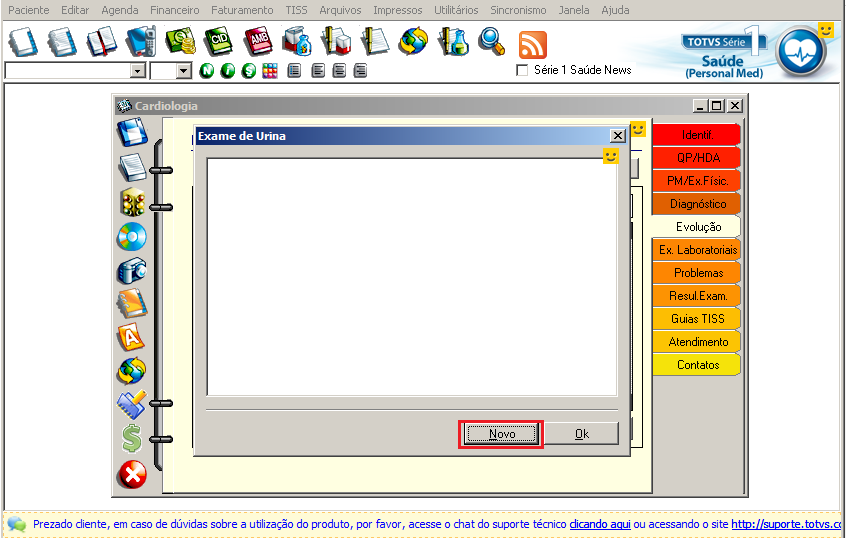 Paciente Editar Agenda Financeiro Faturamento TISS Arquivos Impressos Utilitários Sincronismo Janela Ajuda
CID
AMB
TOTVS Série 1
Saúde
(Personal Med)
N i S
Série 1 Saúde News
Cardiologia
Exame de Urina
Identif.
QP/HDA
PM/Ex.Físic.
Diagnóstico
Evolução
Ex. Laboratoriais
Problemas
Resul.Exam.
Guias TISS
Atendimento
Contatos
Novo
Ok
Prezado cliente, em caso de dúvidas sobre a utilização do produto, por favor, acesse o chat do suporte técnico clicando aqui ou acessando o site http://suporte.totvs.co